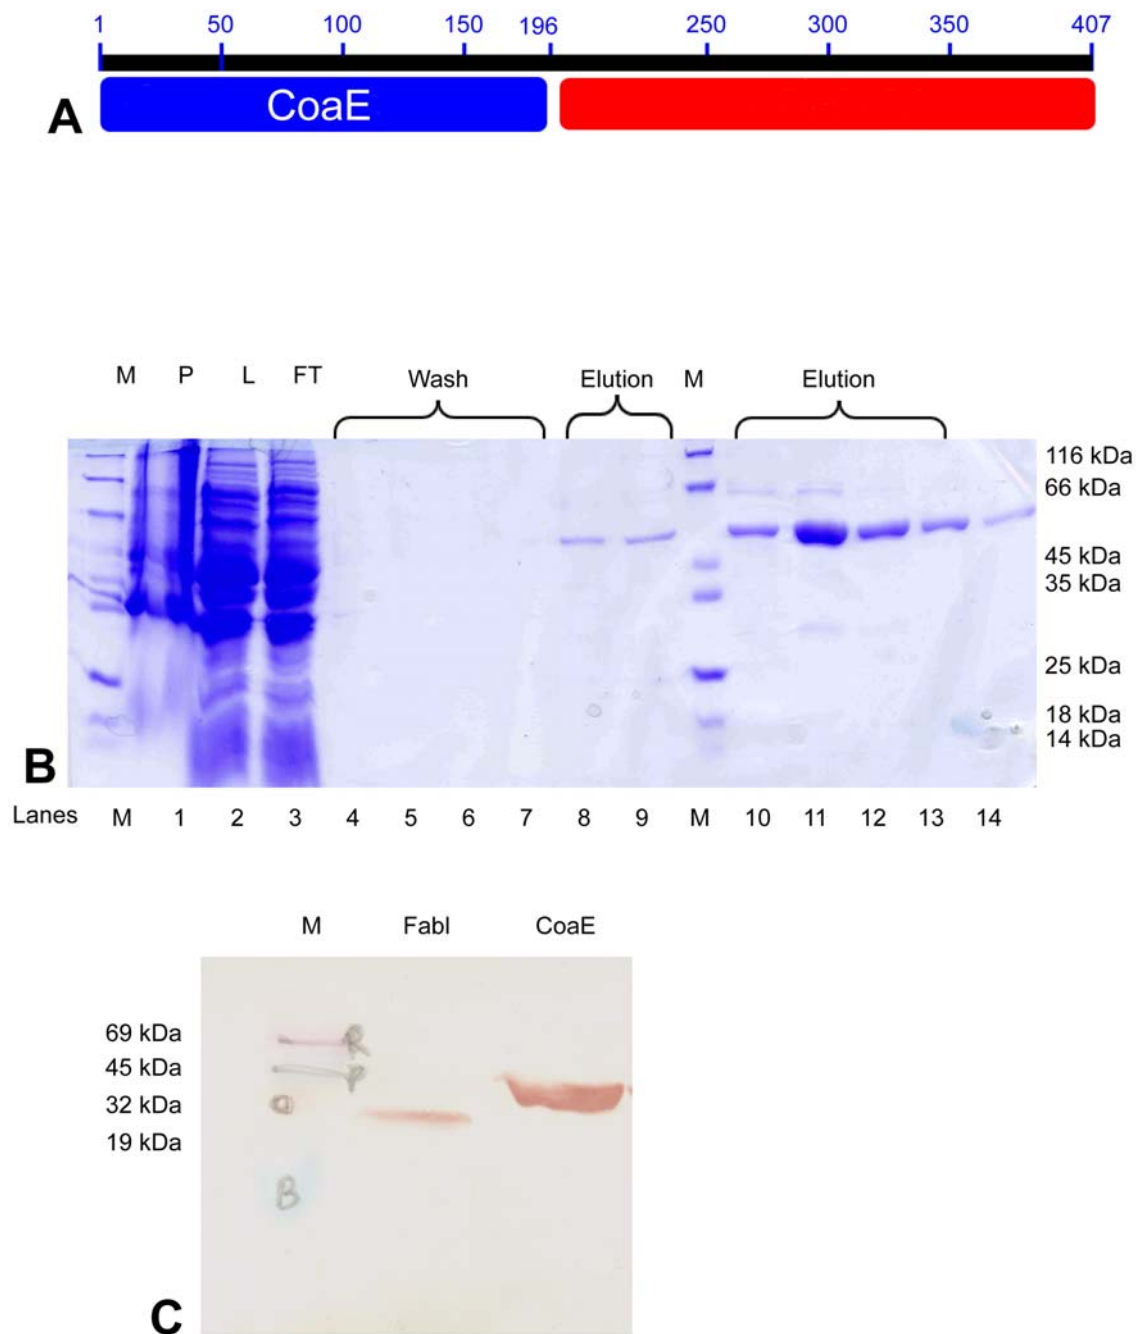 1 50 100 150 196 250 300 350 407
CoaE
A
M P L FT Wash Elution M Elution
116 kDa
66 kDa
45 kDa
35 kDa
25 kDa
18 kDa
14 kDa
B
Lanes M 1 2 3 4 5 6 7 8 9 M 10 11 12 13 14
M FabI CoaE
69 kDa R
45 kDa P
32 kDa O
19 kDa
B
C